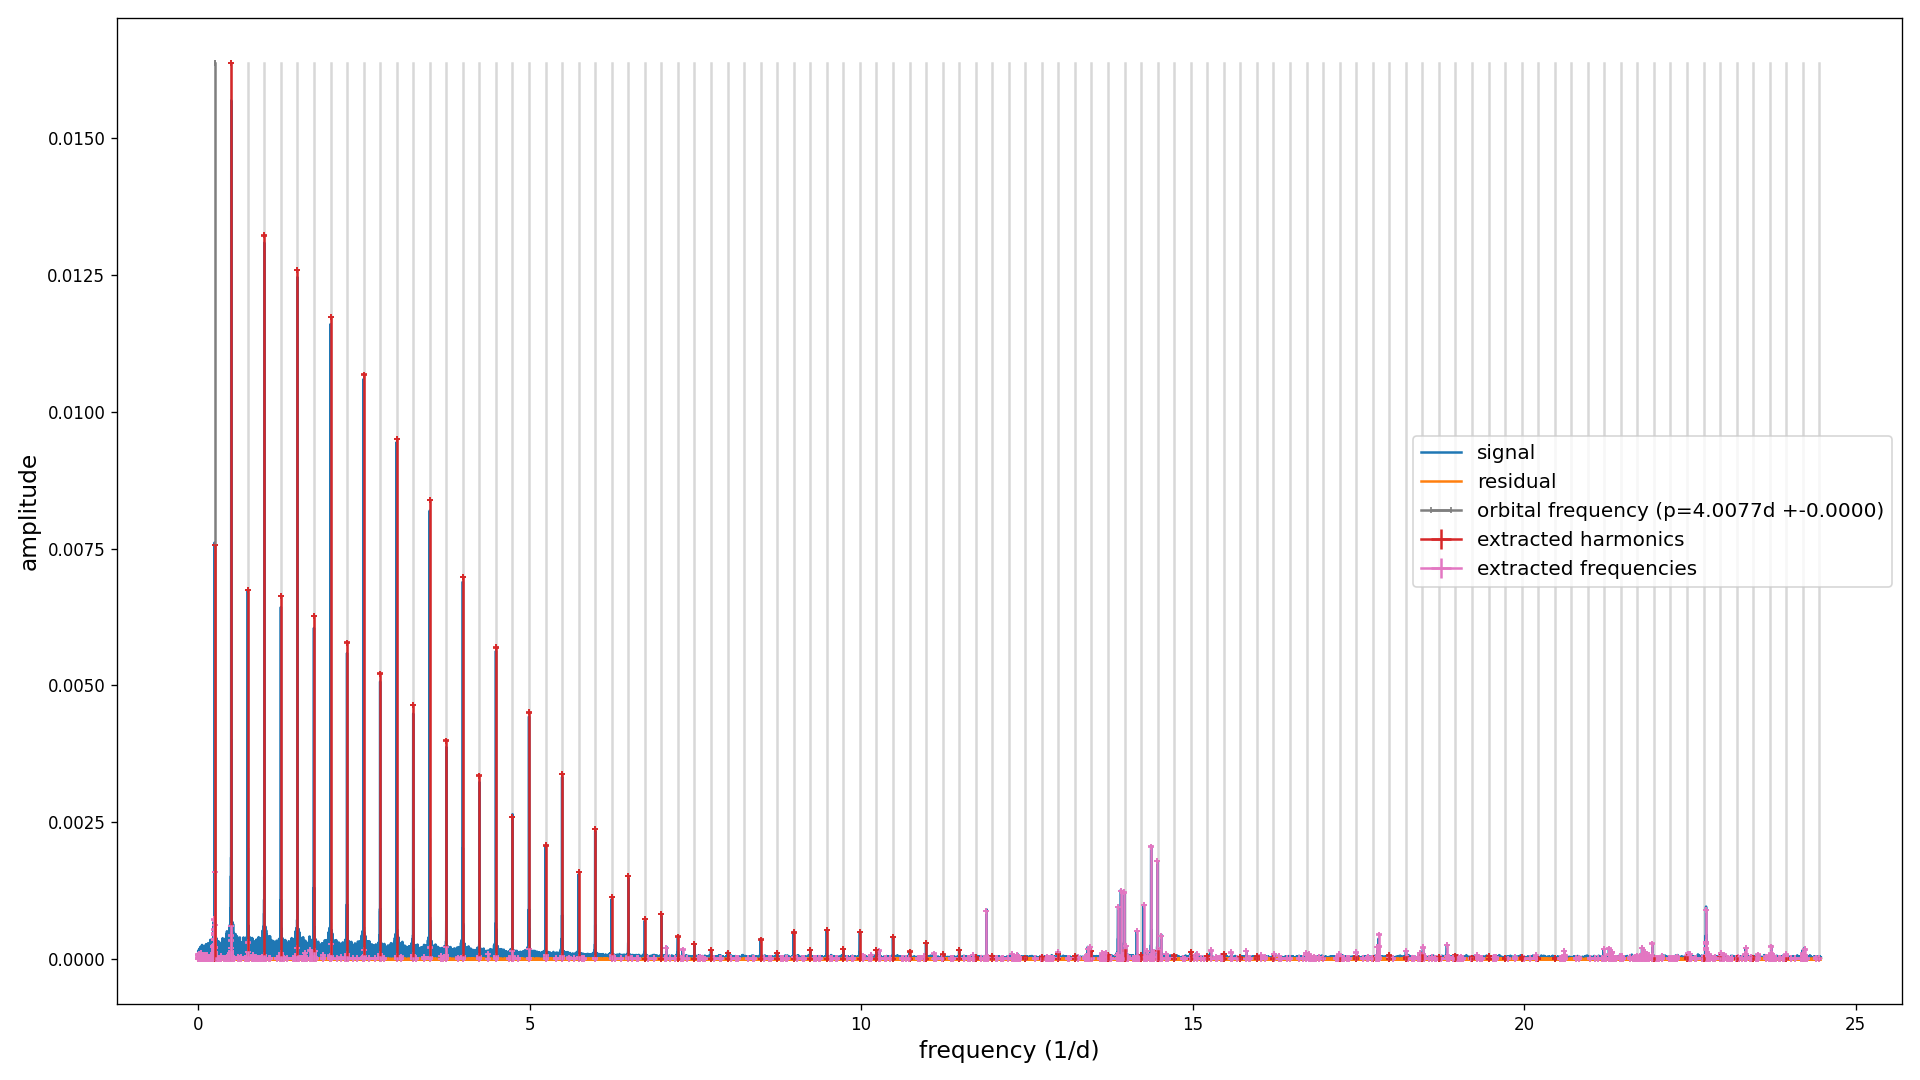 0.0150
0.0125
0.0100
0.0075
0.0050
0.0025
0.0000
amplitude
signal
residual
orbital frequency (p=4.0077d +-0.0000)
extracted harmonics
extracted frequencies
0 5 10 15 20 25
frequency (1/d)